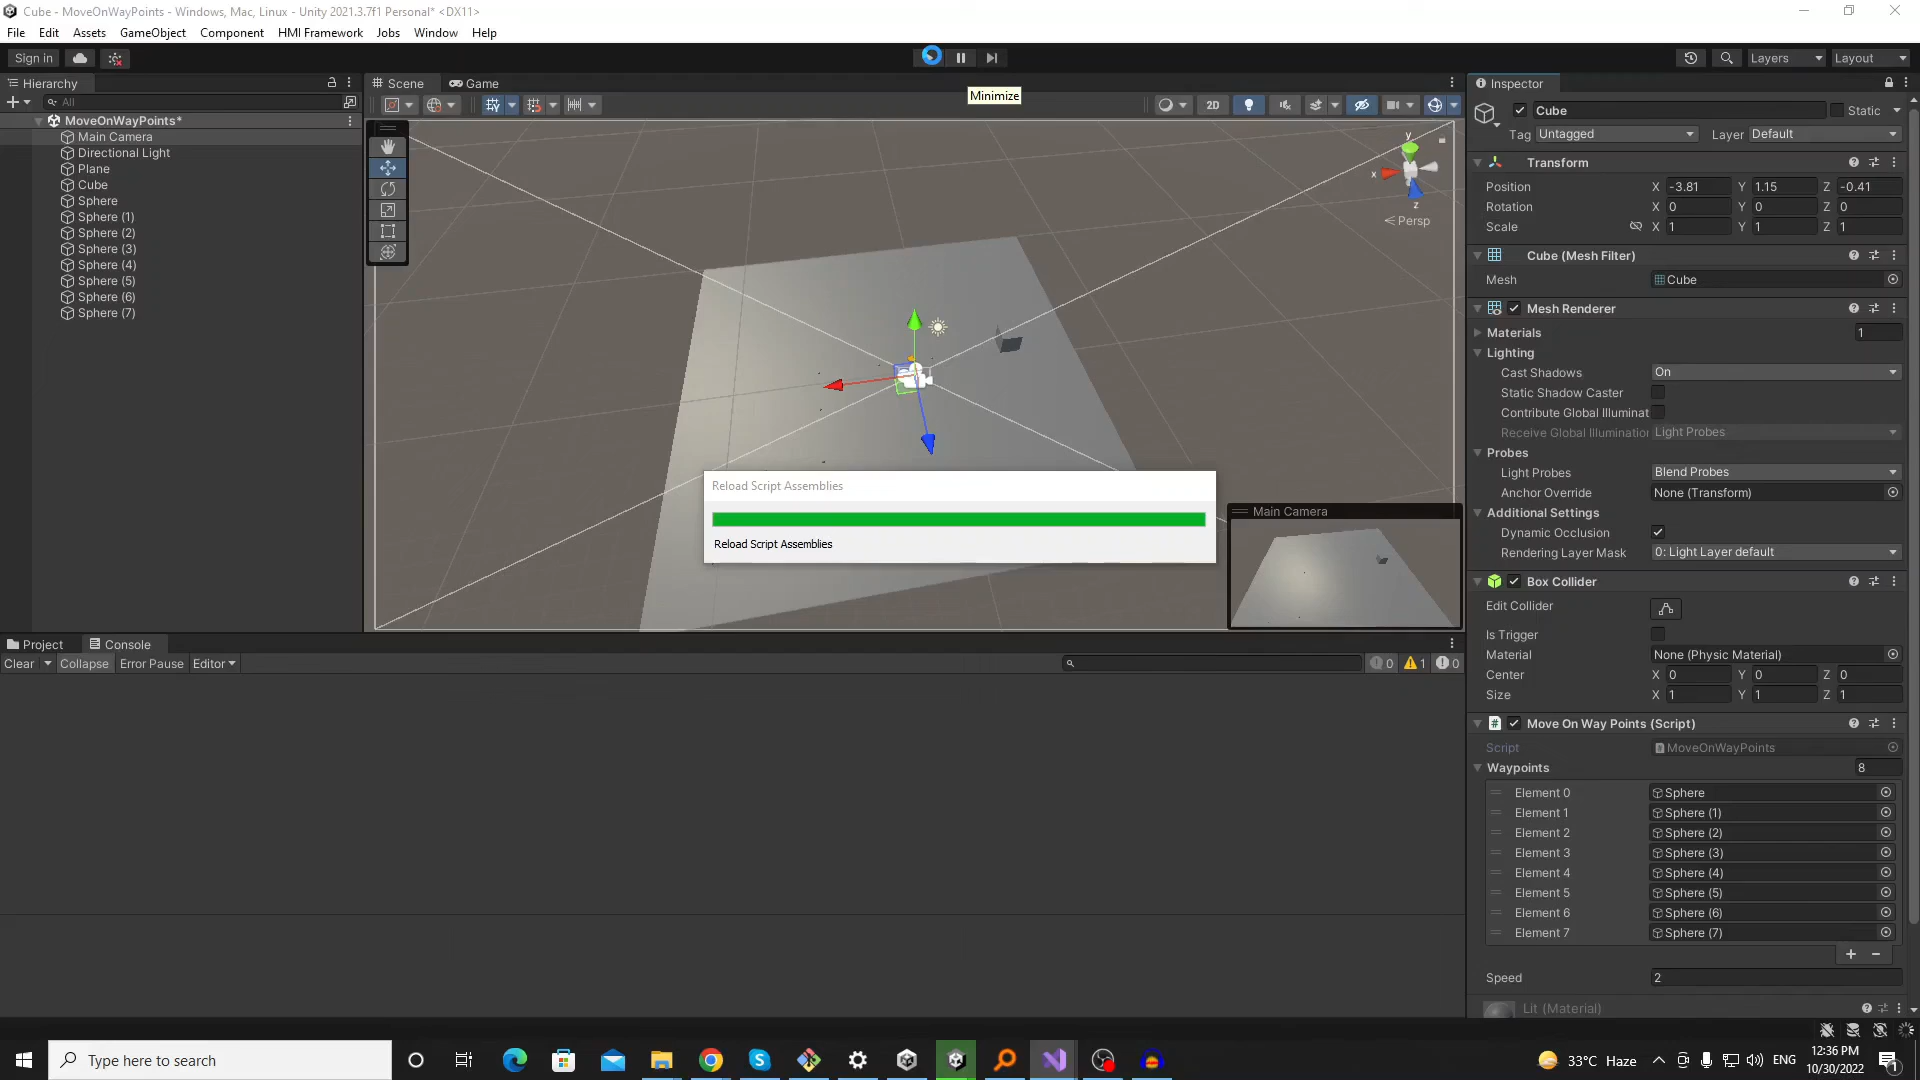 Cube - MoveOnWayPoints - Windows, Mac, Linux - Unity 2021.3.7f1 Personal* <DX11>
File Edit Assets GameObject Component HMI Framework Jobs Window Help
Sign in
Layers
Layout
Hierarchy
All
MoveOnWayPoints*
Main Camera
Directional Light
Plane
Cube
Sphere
Sphere (1)
Sphere (2)
Sphere (3)
Sphere (4)
Sphere (5)
Sphere (6)
Sphere (7)
Scene Game
Minimize
2D
y
x
z
Persp
Reload Script Assemblies
Reload Script Assemblies
Main Camera
Project Console
Clear Collapse Error Pause Editor
0 1 0
Inspector
Cube Static
Tag Untagged Layer Default
Transform
Position X -3.81 Y 1.15 Z -0.41
Rotation X 0 Y 0 Z 0
Scale X 1 Y 1 Z 1
Cube (Mesh Filter)
Mesh Cube
Mesh Renderer
Materials 1
Lighting
Cast Shadows On
Static Shadow Caster
Contribute Global Illuminat
Receive Global Illumination Light Probes
Probes
Light Probes Blend Probes
Anchor Override None (Transform)
Additional Settings
Dynamic Occlusion
Rendering Layer Mask 0: Light Layer default
Box Collider
Edit Collider
Is Trigger
Material None (Physic Material)
Center X 0 Y 0 Z 0
Size X 1 Y 1 Z 1
Move On Way Points (Script)
Script MoveOnWayPoints
Waypoints 8
Element 0 Sphere
Element 1 Sphere (1)
Element 2 Sphere (2)
Element 3 Sphere (3)
Element 4 Sphere (4)
Element 5 Sphere (5)
Element 6 Sphere (6)
Element 7 Sphere (7)
Speed 2
Lit (Material)
Type here to search
33°C Haze
ENG
12:36 PM
10/30/2022
1